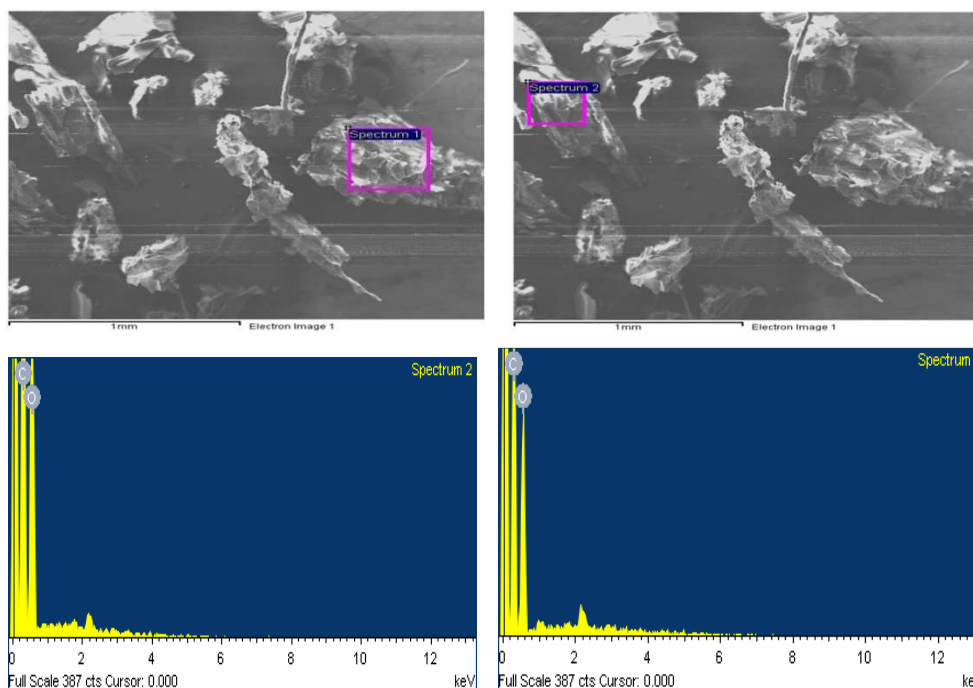 Spectrum 1
1mm Electron Image 1
Spectrum 2
1mm Electron Image 1
Spectrum 2
C
O
0 2 4 6 8 10 12
Full Scale 387 cts Cursor: 0.000 keV
Spectrum
C
O
0 2 4 6 8 10 12
Full Scale 387 cts Cursor: 0.000 ke